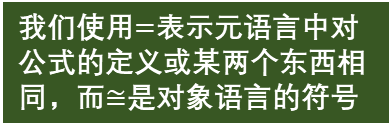 我们使用=表示元语言中对
公式的定义或某两个东西相
同，而≅是对象语言的符号